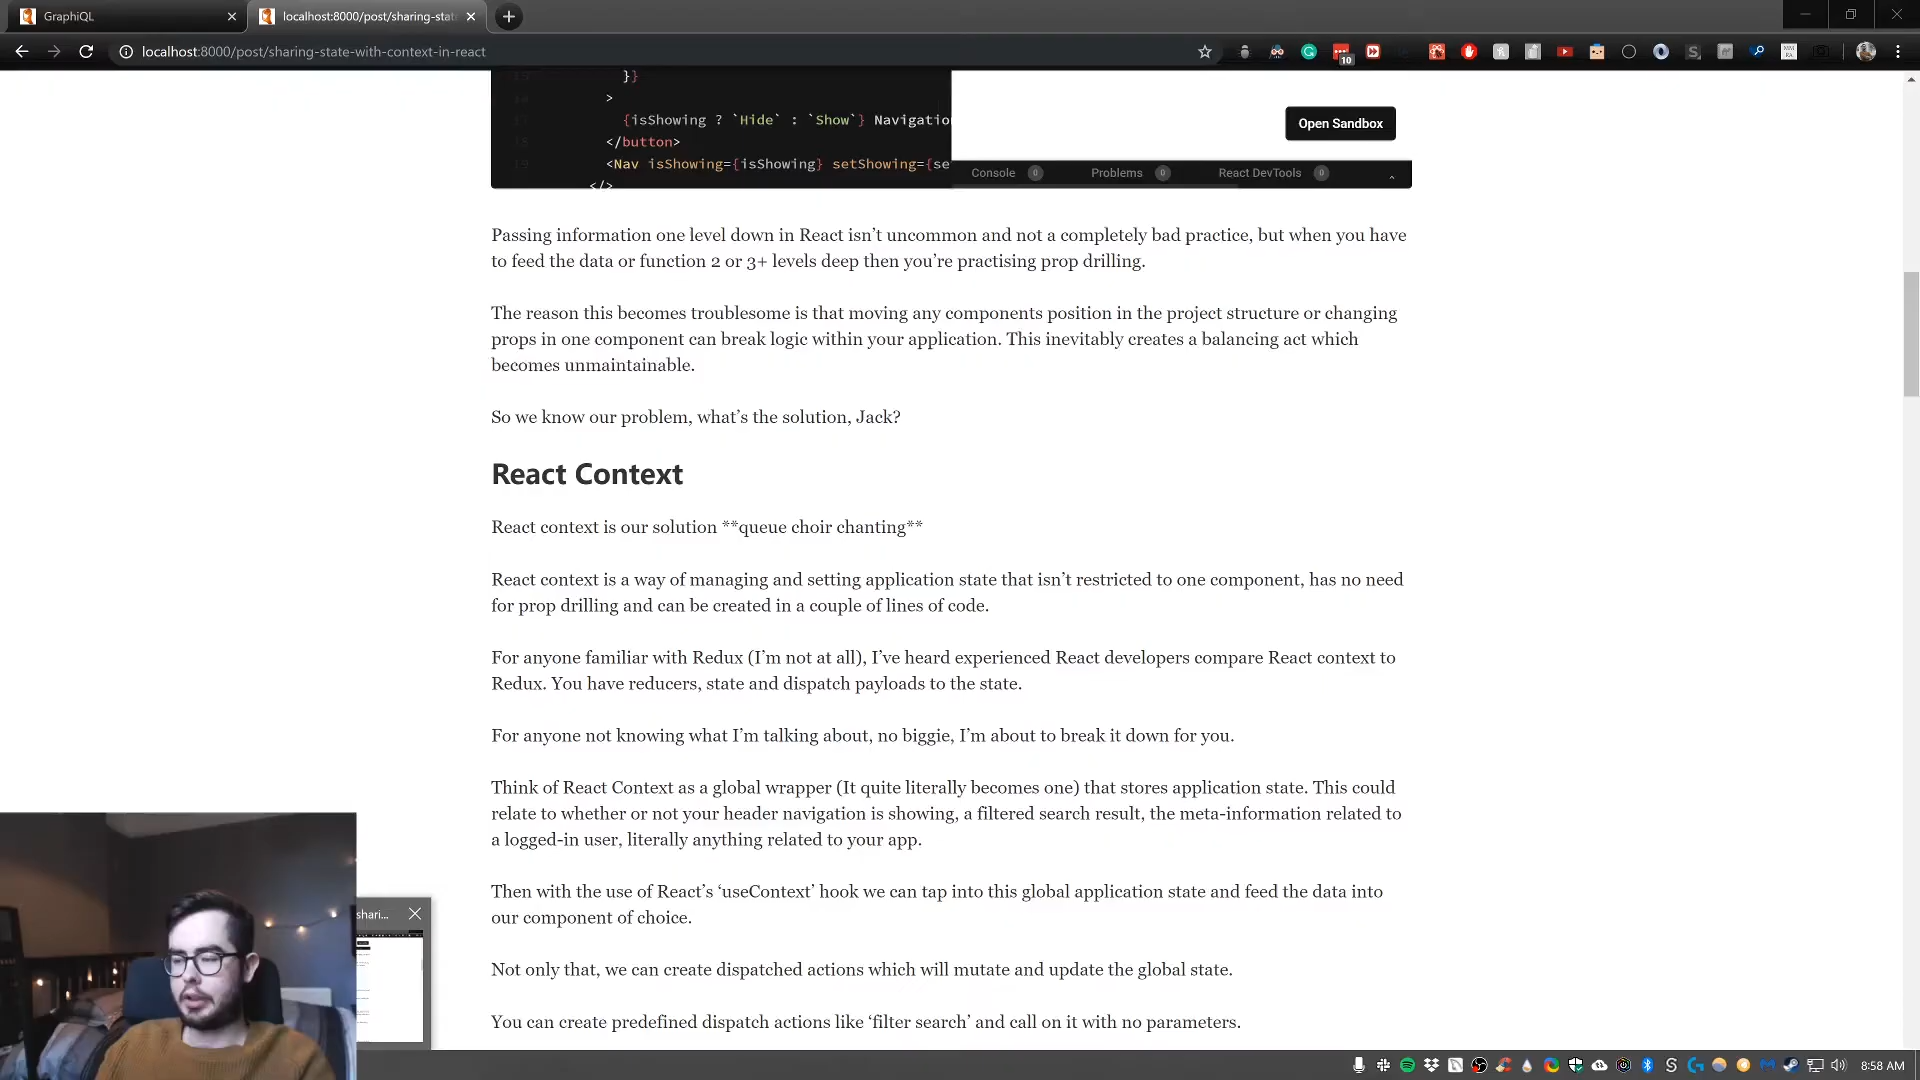 GraphiQL
localhost:8000/post/sharing-stat
localhost:8000/post/sharing-state-with-context-in-react
10
}}
16
>
17
{isShowing ? `Hide` : `Show`} Navigatio
18
</button>
19
<Nav isShowing={isShowing} setShowing={se
</>
Open Sandbox
Console 0 Problems 0 React DevTools 0
Passing information one level down in React isn’t uncommon and not a completely bad practice, but when you have
to feed the data or function 2 or 3+ levels deep then you’re practising prop drilling.
The reason this becomes troublesome is that moving any components position in the project structure or changing
props in one component can break logic within your application. This inevitably creates a balancing act which
becomes unmaintainable.
So we know our problem, what’s the solution, Jack?
React Context
React context is our solution **queue choir chanting**
React context is a way of managing and setting application state that isn’t restricted to one component, has no need
for prop drilling and can be created in a couple of lines of code.
For anyone familiar with Redux (I’m not at all), I’ve heard experienced React developers compare React context to
Redux. You have reducers, state and dispatch payloads to the state.
For anyone not knowing what I’m talking about, no biggie, I’m about to break it down for you.
Think of React Context as a global wrapper (It quite literally becomes one) that stores application state. This could
relate to whether or not your header navigation is showing, a filtered search result, the meta-information related to
a logged-in user, literally anything related to your app.
Then with the use of React’s ‘useContext’ hook we can tap into this global application state and feed the data into
our component of choice.
Not only that, we can create dispatched actions which will mutate and update the global state.
You can create predefined dispatch actions like ‘filter search’ and call on it with no parameters.
shari...
8:58 AM